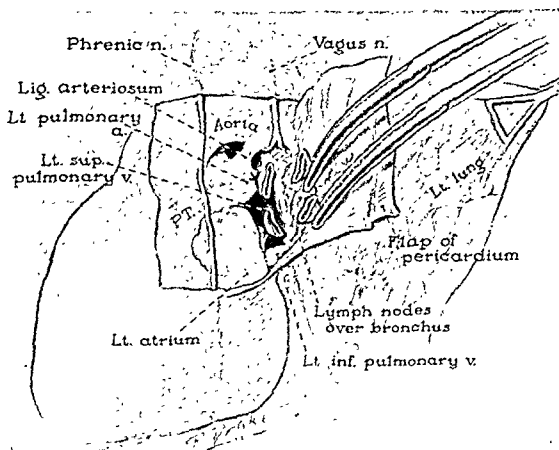 Phrenic n.
Vagus n.
Lig. arteriosum
Lt. pulmonary
a.
Aorta
Lt. sup.
pulmonary v.
Lt. lung
P.T.
Flap of
pericardium
Lymph nodes
over bronchus
Lt. atrium
Lt. inf. pulmonary v.